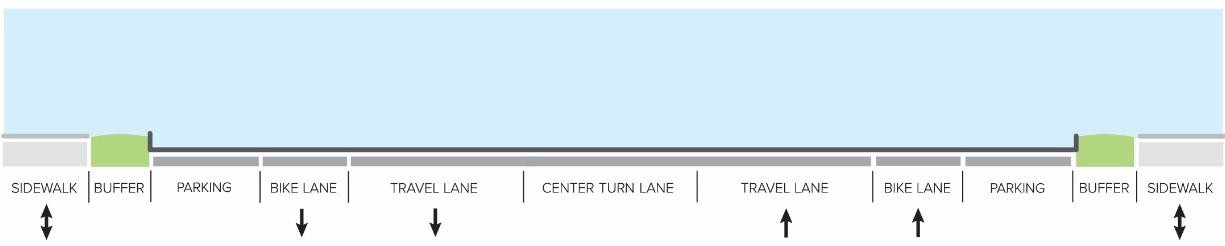 SIDEWALK BUFFER PARKING BIKE LANE TRAVEL LANE CENTER TURN LANE TRAVEL LANE BIKE LANE PARKING BUFFER SIDEWALK